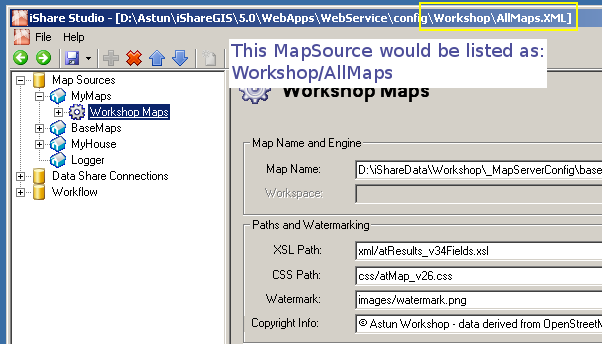 iShare Studio - [D:\Astun\iShareGIS\5.0\WebApps\WebService\config\Workshop\AllMaps.XML]
File Help
This MapSource would be listed as:
Workshop/AllMaps
Map Sources
MyMaps
Workshop Maps
BaseMaps
MyHouse
Logger
Data Share Connections
Workflow
Workshop Maps
Map Name and Engine
Map Name: D:\iShareData\Workshop\_MapServerConfig\base
Workspace:
Paths and Watermarking
XSL Path: xml/atResults_v34Fields.xsl
CSS Path: css/atMap_v26.css
Watermark: images/watermark.png
Copyright Info: © Astun Workshop - data derived from OpenStreetM